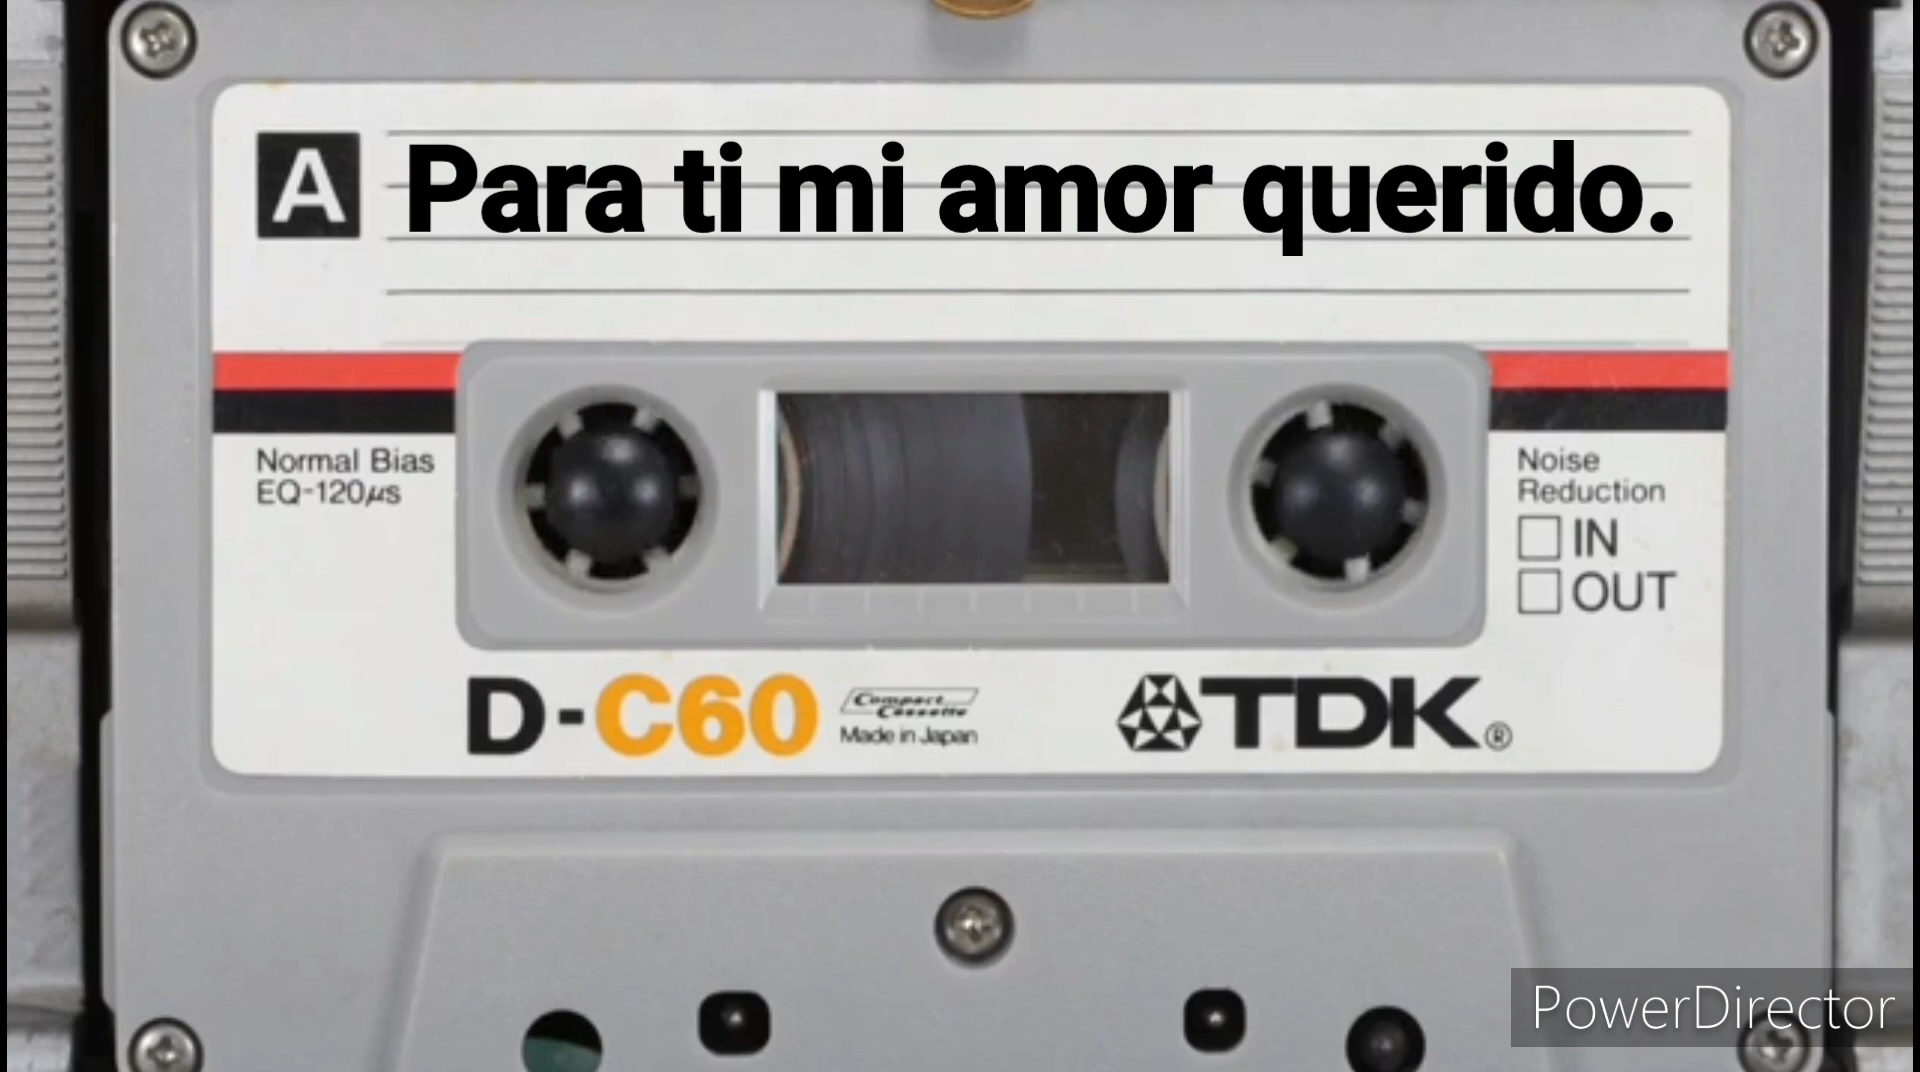 A Para ti mi amor querido.
Normal Bias
EQ-120µs
Noise
Reduction
IN
OUT
D-C60
Compact
Cassette
Made in Japan
TDK®
PowerDirector